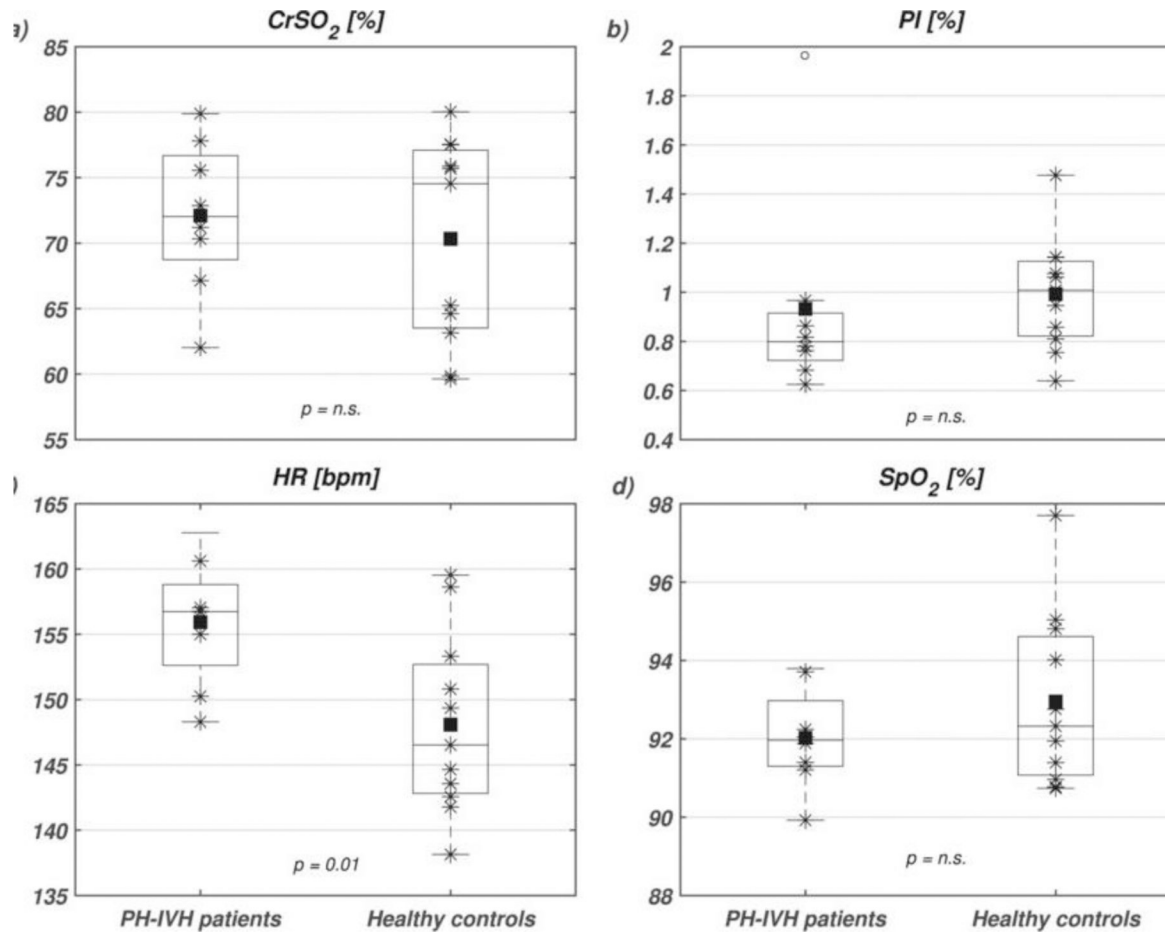 a) CrSO2 [%]
85
80
75
70
65
60
55
p = n.s.
b) PI [%]
2
1.8
1.6
1.4
1.2
1
0.8
0.6
0.4
p = n.s.
) HR [bpm]
165
160
155
150
145
140
135
p = 0.01
PH-IVH patients
Healthy controls
d) SpO2 [%]
98
96
94
92
90
88
p = n.s.
PH-IVH patients
Healthy controls